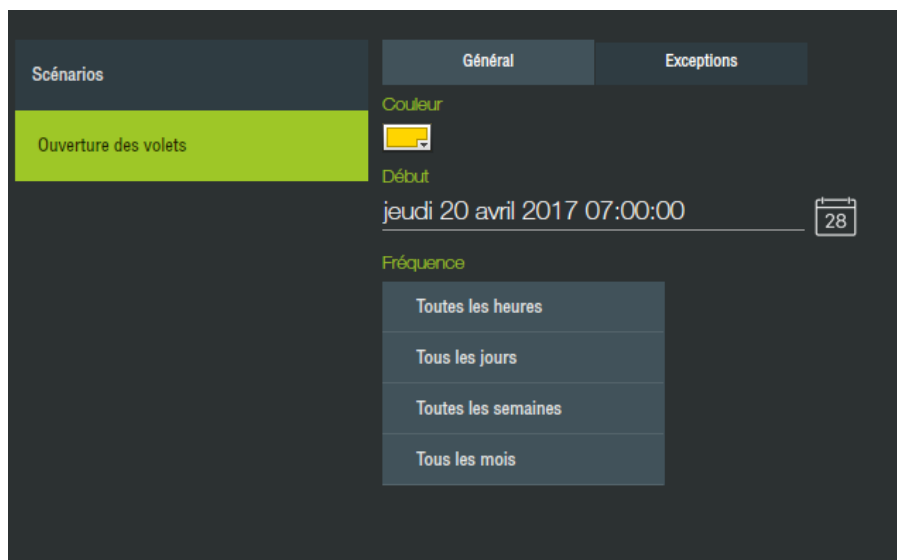 Scénarios
Ouverture des volets
Général
Exceptions
Couleur
Début
jeudi 20 avril 2017 07:00:00
28
Fréquence
Toutes les heures
Tous les jours
Toutes les semaines
Tous les mois